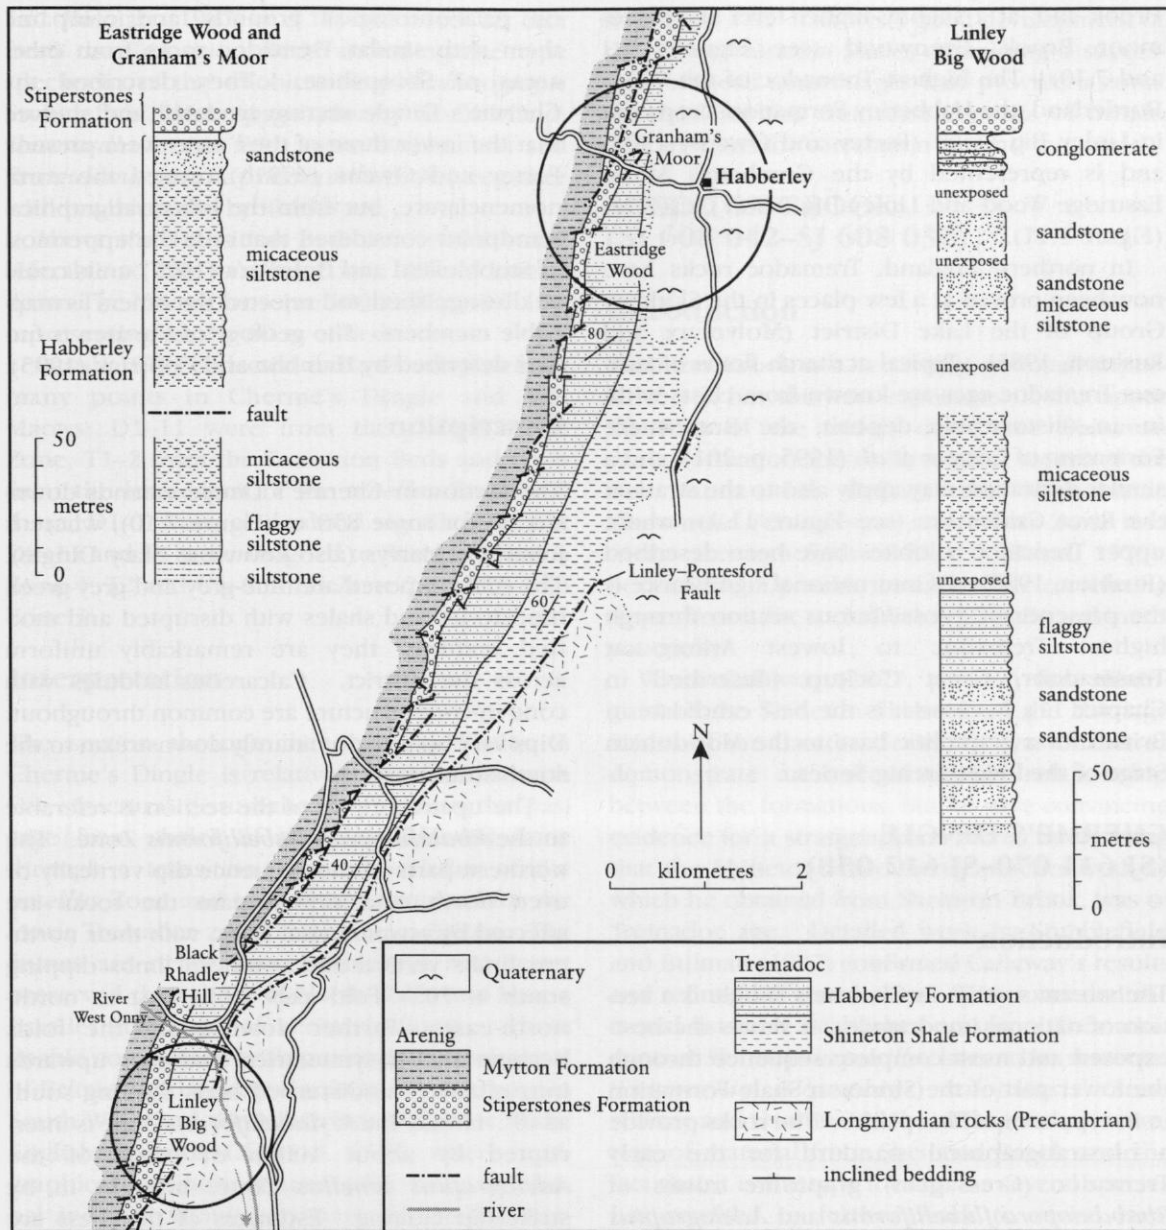 Eastridge Wood and
Granham's Moor
Stiperstones
Formation
sandstone
micaceous
siltstone
Habberley
Formation
fault
50
metres
0
micaceous
siltstone
flaggy
siltstone
siltstone
Granham's
Moor
Habberley
Eastridge
Wood
80
Linley–Pontesford
Fault
60
N
40
0 kilometres 2
Black
Rhadley
Hill
River
West Onny
Linley
Big
Wood
Linley
Big Wood
conglomerate
unexposed
sandstone
unexposed
sandstone
micaceous
siltstone
unexposed
micaceous
siltstone
unexposed
flaggy
siltstone
sandstone
sandstone
50
metres
0
Quaternary
Arenig
Mytton Formation
Stiperstones Formation
fault
river
Tremadoc
Habberley Formation
Shineton Shale Formation
Longmyndian rocks (Precambrian)
inclined bedding